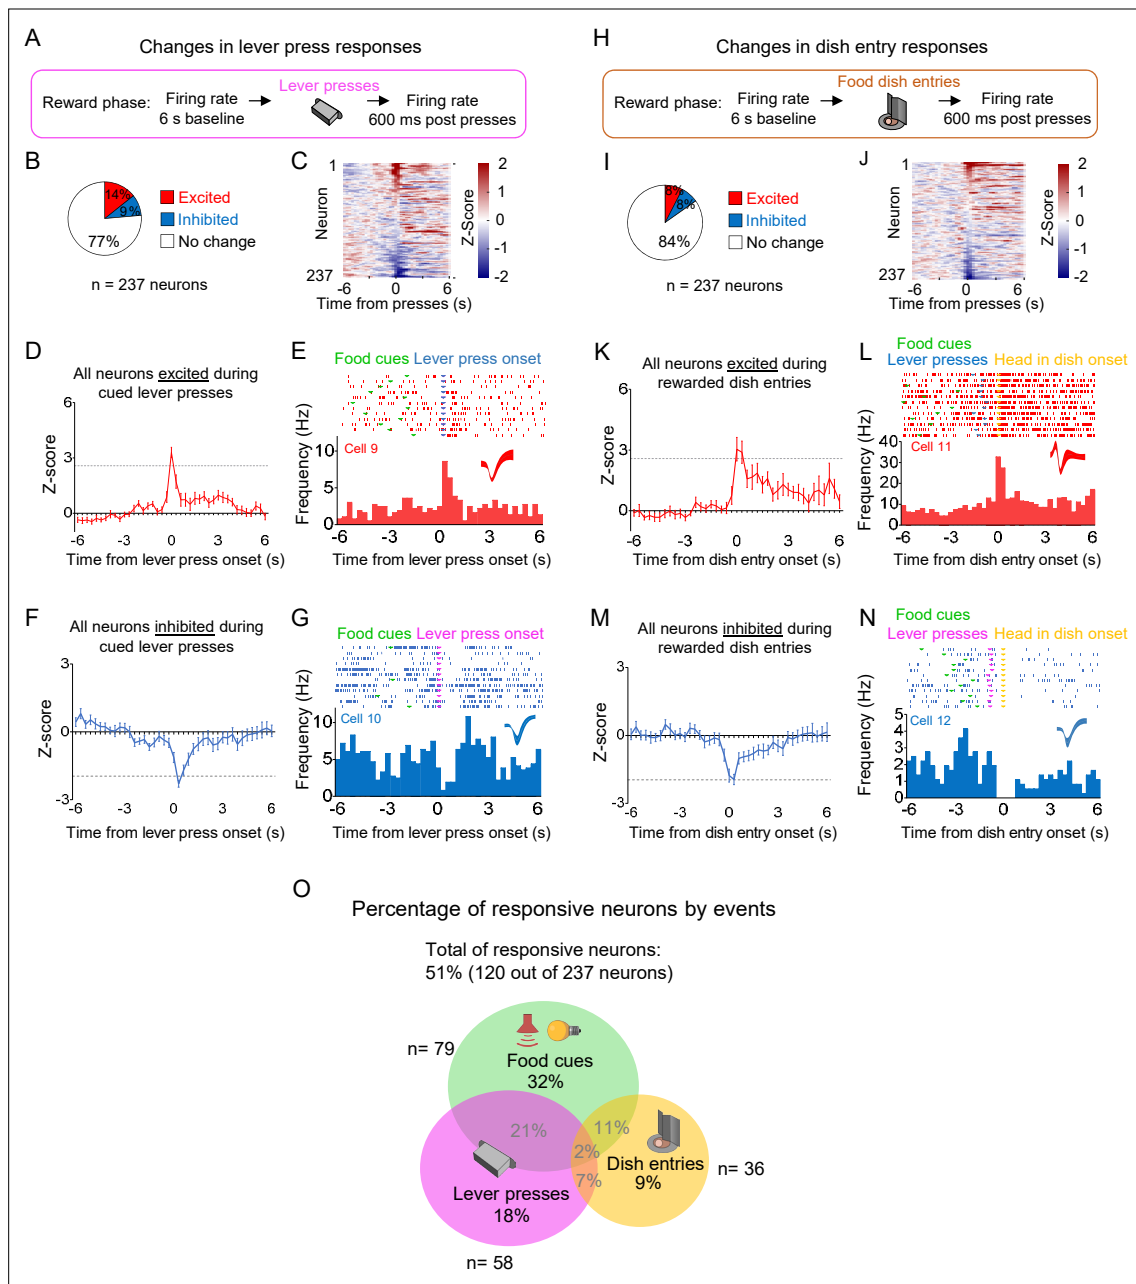 A
Changes in lever press responses
Lever presses
Reward phase:
Firing rate
6 s baseline
Firing rate
600 ms post presses
B
14%
9%
77%
Excited
Inhibited
No change
n = 237 neurons
C
1
Neuron
237
-6
0
6
Time from presses (s)
2
1
0
-1
-2
Z-Score
D
All neurons excited during
cued lever presses
6
3
0
Z-score
-6
-3
0
3
6
Time from lever press onset (s)
E
Food cues Lever press onset
Cell 9
10
5
0
Frequency (Hz)
-6
-3
0
3
6
Time from lever press onset (s)
F
All neurons inhibited during
cued lever presses
3
0
-3
Z-score
-6
-3
0
3
6
Time from lever press onset (s)
G
Food cues Lever press onset
Cell 10
10
5
0
Frequency (Hz)
-6
-3
0
3
6
Time from lever press onset (s)
H
Changes in dish entry responses
Food dish entries
Reward phase:
Firing rate
6 s baseline
Firing rate
600 ms post presses
I
8%
8%
84%
Excited
Inhibited
No change
n = 237 neurons
J
1
Neuron
237
-6
0
6
Time from presses (s)
2
1
0
-1
-2
Z-Score
K
All neurons excited during
rewarded dish entries
6
3
0
Z-score
-6
-3
0
3
6
Time from dish entry onset (s)
L
Food cues
Lever presses Head in dish onset
Cell 11
40
30
20
10
0
Frequency (Hz)
-6
-3
0
3
6
Time from dish entry onset (s)
M
All neurons inhibited during
rewarded dish entries
3
0
-3
Z-score
-6
-3
0
3
6
Time from dish entry onset (s)
N
Food cues
Lever presses Head in dish onset
Cell 12
5
4
3
2
1
0
Frequency (Hz)
-6
-3
0
3
6
Time from dish entry onset (s)
O
Percentage of responsive neurons by events
Total of responsive neurons:
51% (120 out of 237 neurons)
n= 79
Food cues
32%
21%
11%
2%
7%
Dish entries
9%
n= 36
Lever presses
18%
n= 58